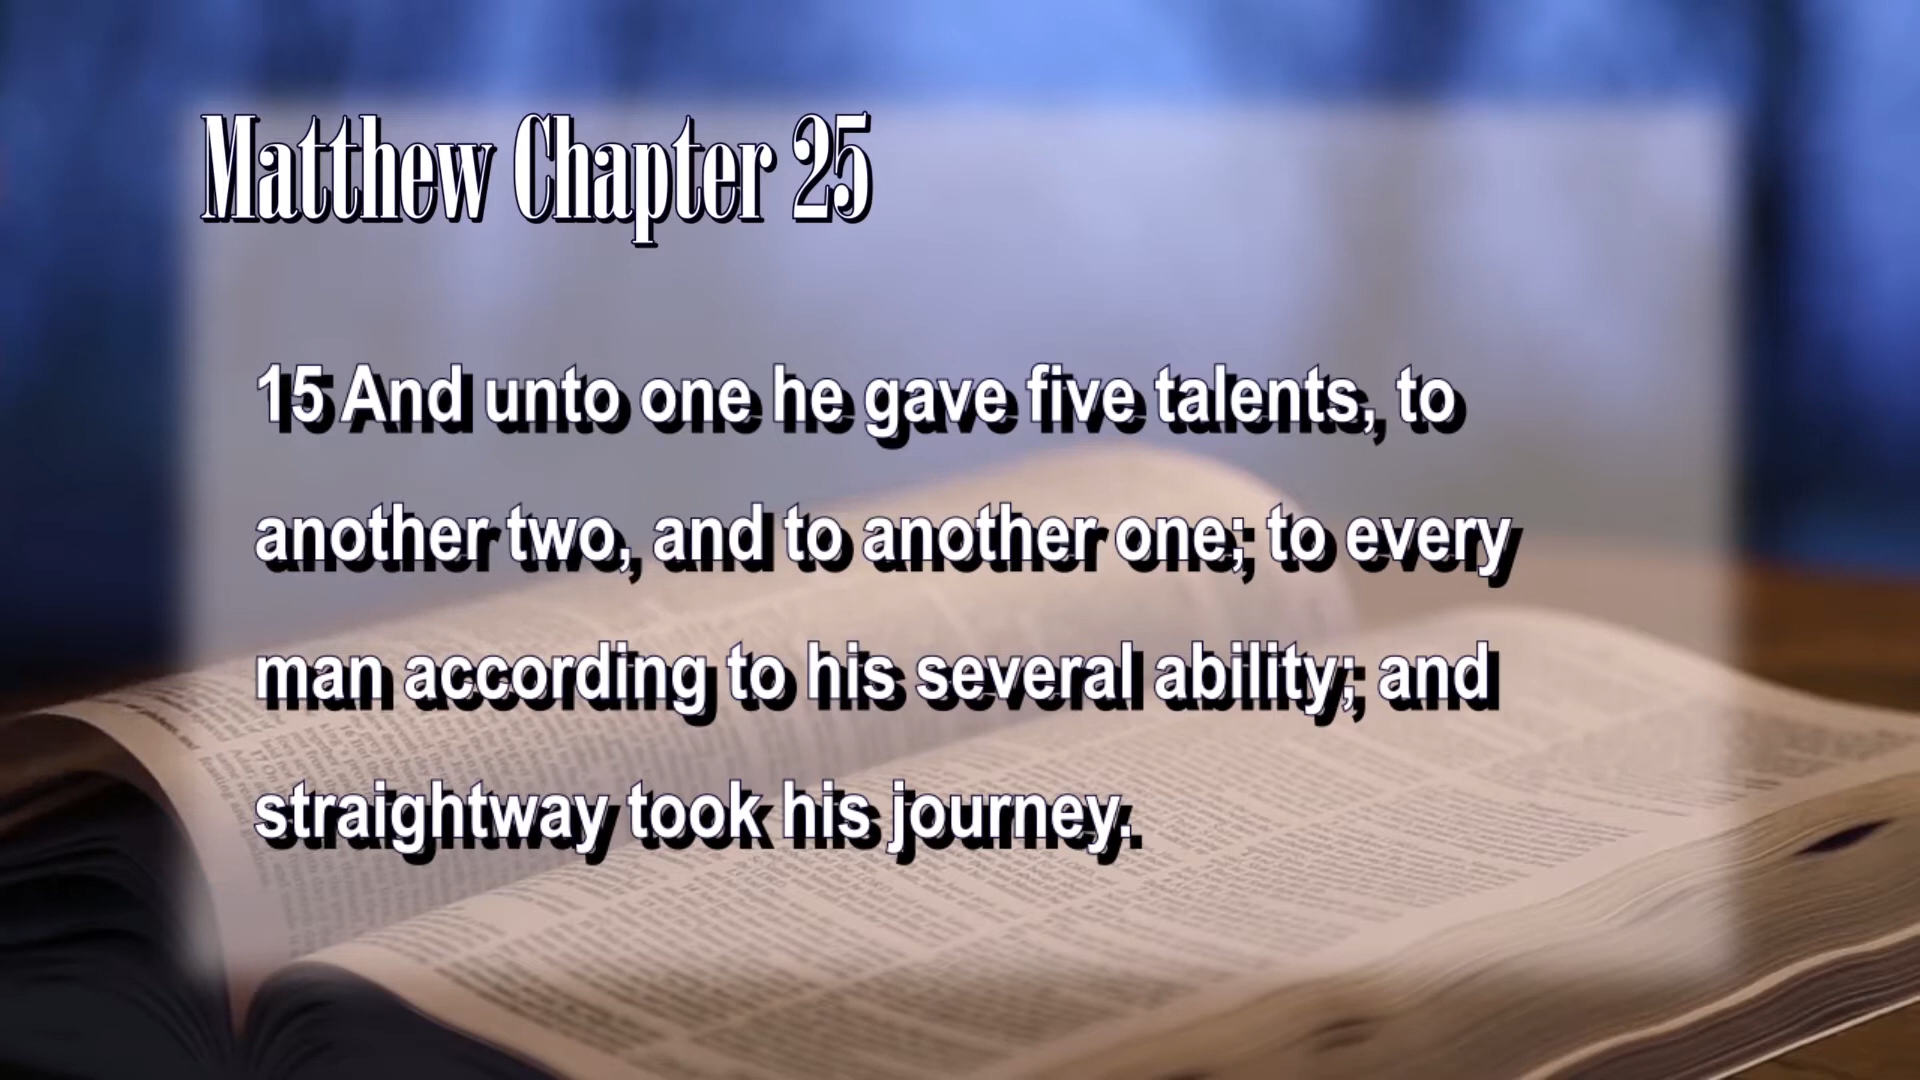 Matthew Chapter 25
15 And unto one he gave five talents, to
another two, and to another one; to every
man according to his several ability; and
straightway took his journey.